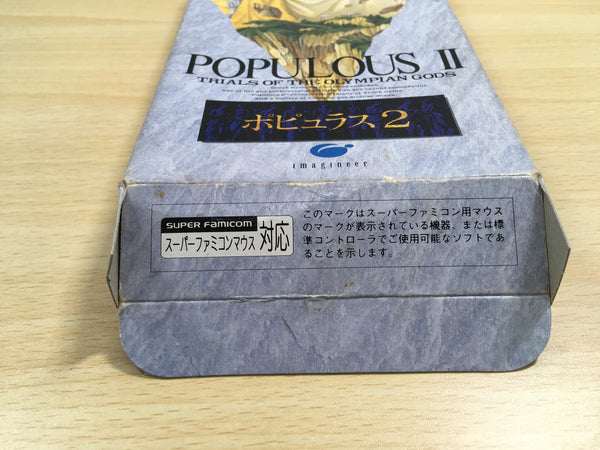 POPULOUS II
TRIALS OF THE OLYMPIAN GODS
ポピュラス2
imagineer
SUPER FAMICOM
スーパーファミコンマウス 対応
このマークはスーパーファミコン用マウス
のマークが表示されている機器、または標
準コントローラでご使用可能なソフトであ
ることを示します。